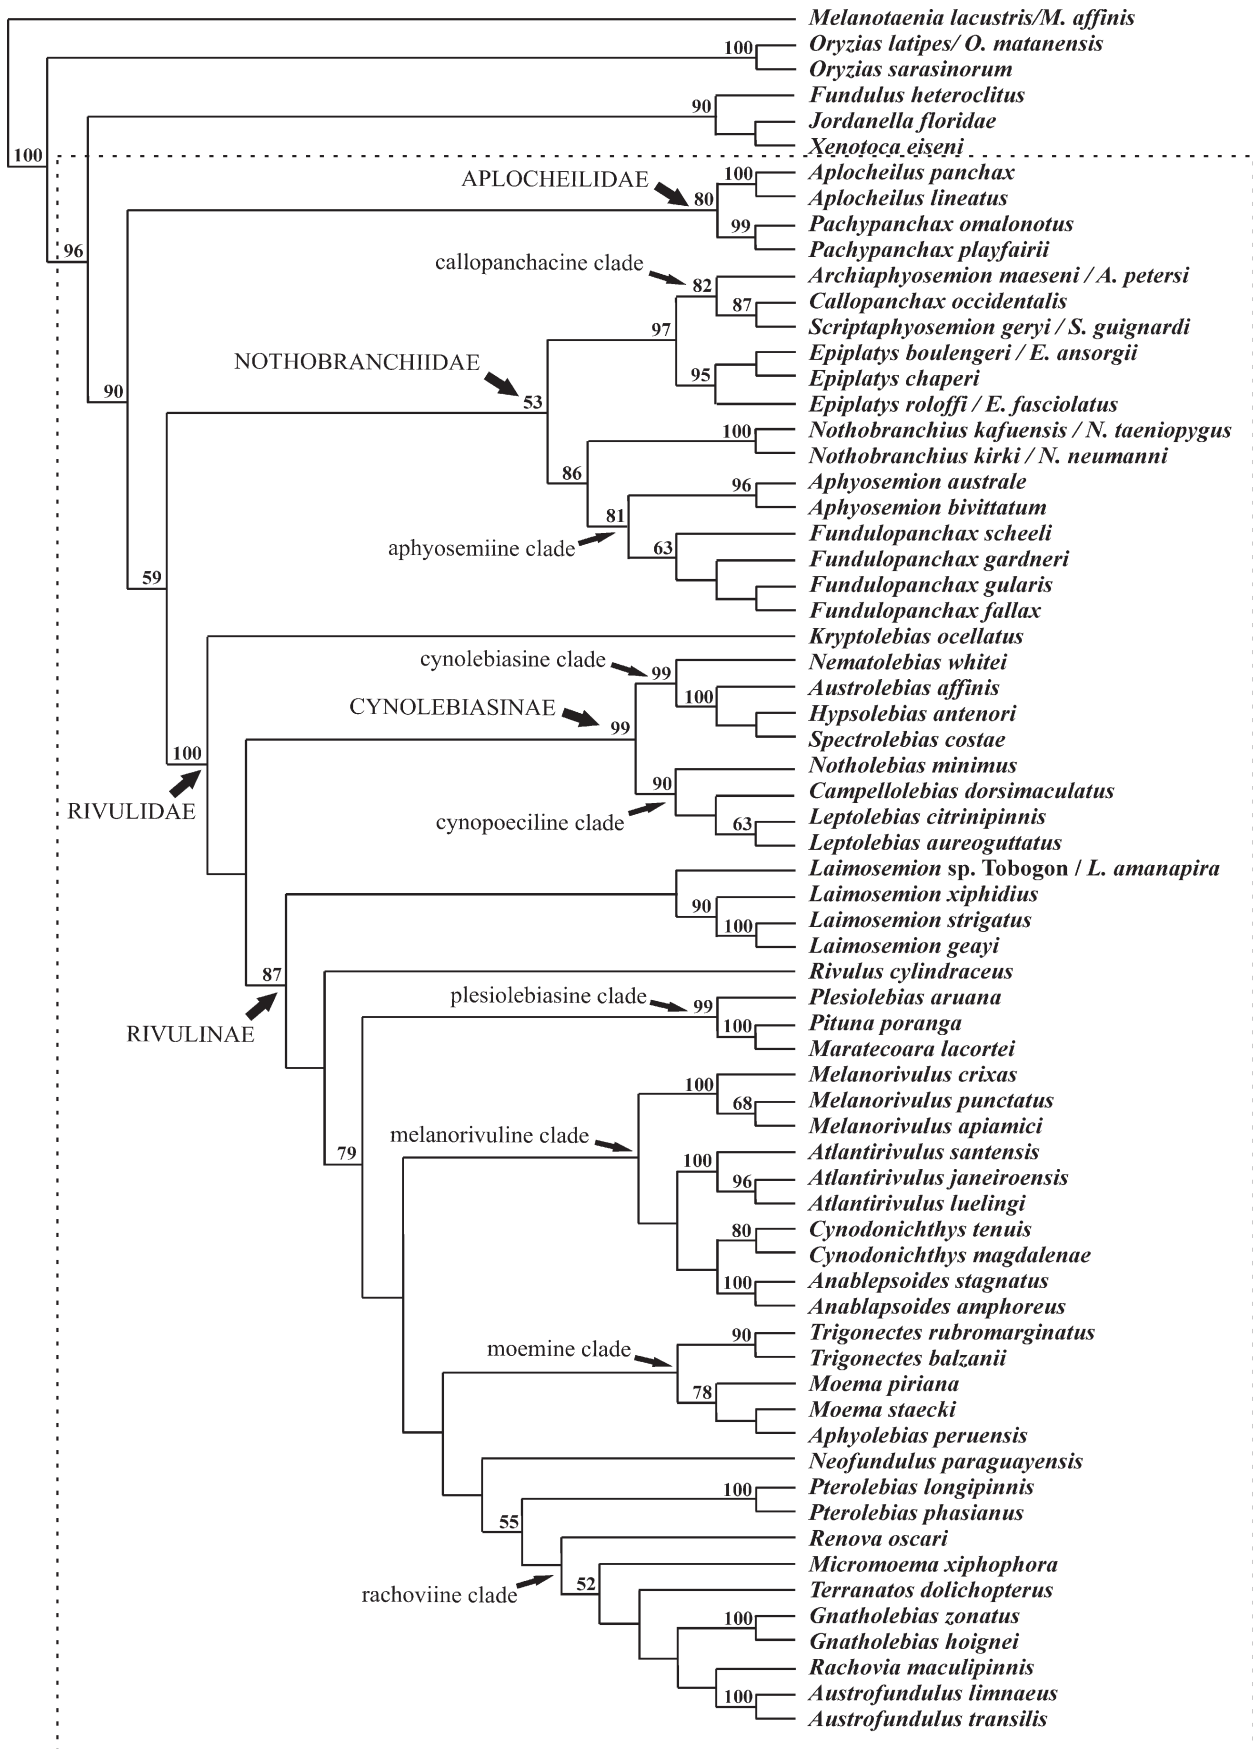 Melanotaenia lacustris/M. affinis
100
Oryzias latipes/ O. matanensis
Oryzias sarasinorum
90
Fundulus heteroclitus
Jordanella floridae
Xenotoca eiseni
100
APLOCHEILIDAE
80
100
Aplocheilus panchax
Aplocheilus lineatus
99
Pachypanchax omalonotus
Pachypanchax playfairii
96
callopanchacine clade
82
Archiaphyosemion maeseni / A. petersi
87
Callopanchax occidentalis
Scriptaphyosemion geryi / S. guignardi
97
NOTHOBRANCHIIDAE
53
Epiplatys boulengeri / E. ansorgii
95
Epiplatys chaperi
Epiplatys roloffi / E. fasciolatus
90
100
Nothobranchius kafuensis / N. taeniopygus
Nothobranchius kirki / N. neumanni
86
96
Aphyosemion australe
Aphyosemion bivittatum
81
aphyosemiine clade
63
Fundulopanchax scheeli
Fundulopanchax gardneri
Fundulopanchax gularis
Fundulopanchax fallax
59
Kryptolebias ocellatus
cynolebiasine clade
99
Nematolebias whitei
100
Austrolebias affinis
Hypsolebias antenori
Spectrolebias costae
CYNOLEBIASINAE
99
100
RIVULIDAE
90
Notholebias minimus
Campellolebias dorsimaculatus
cynopoeciline clade
63
Leptolebias citrinipinnis
Leptolebias aureoguttatus
Laimosemion sp. Tobogon / L. amanapira
90
Laimosemion xiphidius
100
Laimosemion strigatus
Laimosemion geayi
87
RIVULINAE
Rivulus cylindraceus
plesiolebiasine clade
99
Plesiolebias aruana
100
Pituna poranga
Maratecoara lacortei
100
Melanorivulus crixas
68
Melanorivulus punctatus
Melanorivulus apiamici
melanorivuline clade
79
100
Atlantirivulus santensis
96
Atlantirivulus janeiroensis
Atlantirivulus luelingi
80
Cynodonichthys tenuis
Cynodonichthys magdalenae
100
Anablepsoides stagnatus
Anablapsoides amphoreus
moemine clade
90
Trigonectes rubromarginatus
Trigonectes balzanii
78
Moema piriana
Moema staecki
Aphyolebias peruensis
Neofundulus paraguayensis
100
Pterolebias longipinnis
Pterolebias phasianus
55
Renova oscari
rachoviine clade
52
Micromoema xiphophora
Terranatos dolichopterus
100
Gnatholebias zonatus
Gnatholebias hoignei
Rachovia maculipinnis
100
Austrofundulus limnaeus
Austrofundulus transilis